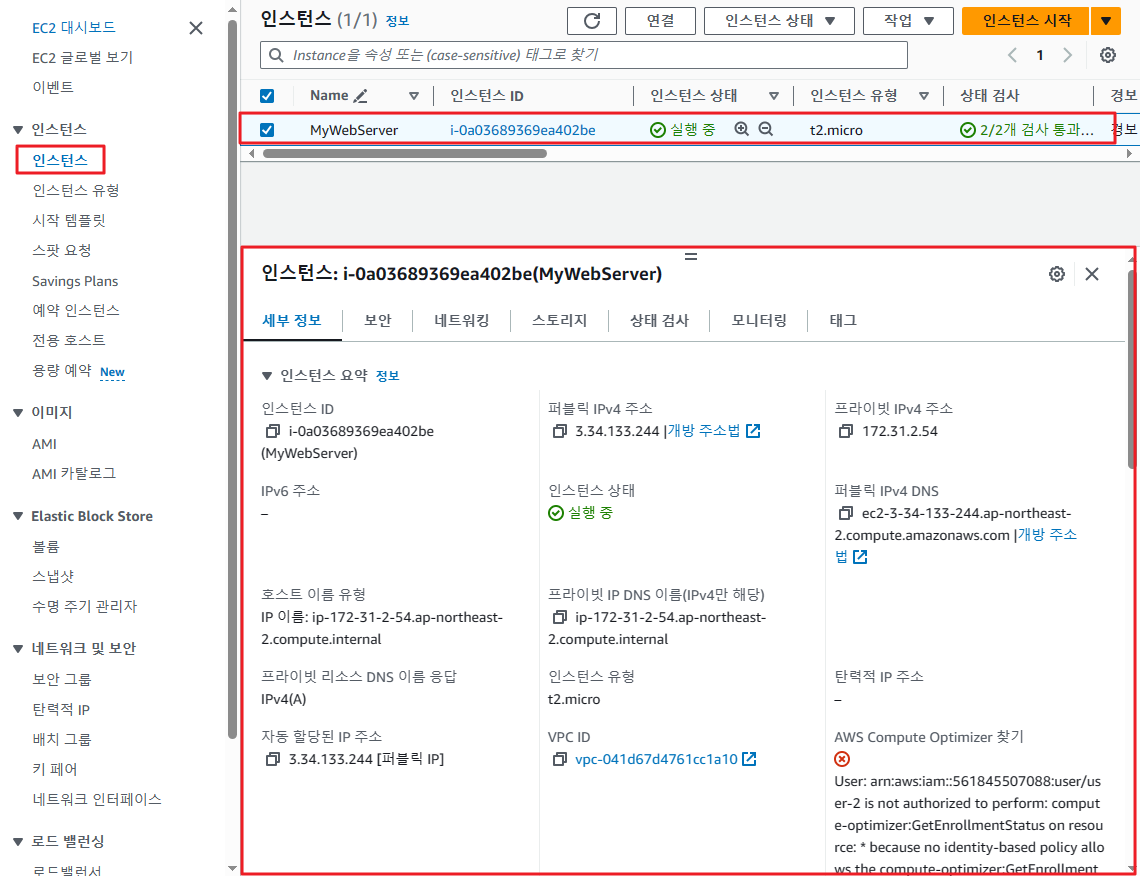 EC2 대시보드
EC2 글로벌 보기
이벤트
인스턴스
인스턴스
인스턴스 유형
시작 템플릿
스팟 요청
Savings Plans
예약 인스턴스
전용 호스트
용량 예약 New
이미지
AMI
AMI 카탈로그
Elastic Block Store
볼륨
스냅샷
수명 주기 관리자
네트워크 및 보안
보안 그룹
탄력적 IP
배치 그룹
키 페어
네트워크 인터페이스
로드 밸런싱
로드밸런서
인스턴스 (1/1) 정보
연결
인스턴스 상태
작업
인스턴스 시작
Instance을 속성 또는 (case-sensitive) 태그로 찾기
1
Name 인스턴스 ID 인스턴스 상태 인스턴스 유형 상태 검사 경보
MyWebServer i-0a03689369ea402be 실행 중 t2.micro 2/2개 검사 통과... 경보
인스턴스: i-0a03689369ea402be(MyWebServer)
세부 정보 보안 네트워킹 스토리지 상태 검사 모니터링 태그
인스턴스 요약 정보
인스턴스 ID
i-0a03689369ea402be
(MyWebServer)
퍼블릭 IPv4 주소
3.34.133.244 |개방 주소법
프라이빗 IPv4 주소
172.31.2.54
IPv6 주소
–
인스턴스 상태
실행 중
퍼블릭 IPv4 DNS
ec2-3-34-133-244.ap-northeast-
2.compute.amazonaws.com |개방 주소
법
호스트 이름 유형
IP 이름: ip-172-31-2-54.ap-northeast-
2.compute.internal
프라이빗 IP DNS 이름(IPv4만 해당)
ip-172-31-2-54.ap-northeast-
2.compute.internal
프라이빗 리소스 DNS 이름 응답
IPv4(A)
인스턴스 유형
t2.micro
탄력적 IP 주소
–
자동 할당된 IP 주소
3.34.133.244 [퍼블릭 IP]
VPC ID
vpc-041d67d4761cc1a10
AWS Compute Optimizer 찾기
User: arn:aws:iam::561845507088:user/us
er-2 is not authorized to perform: comput
e-optimizer:GetEnrollmentStatus on resou
rce: * because no identity-based policy allo
ws the compute-optimizer:GetEnrollment